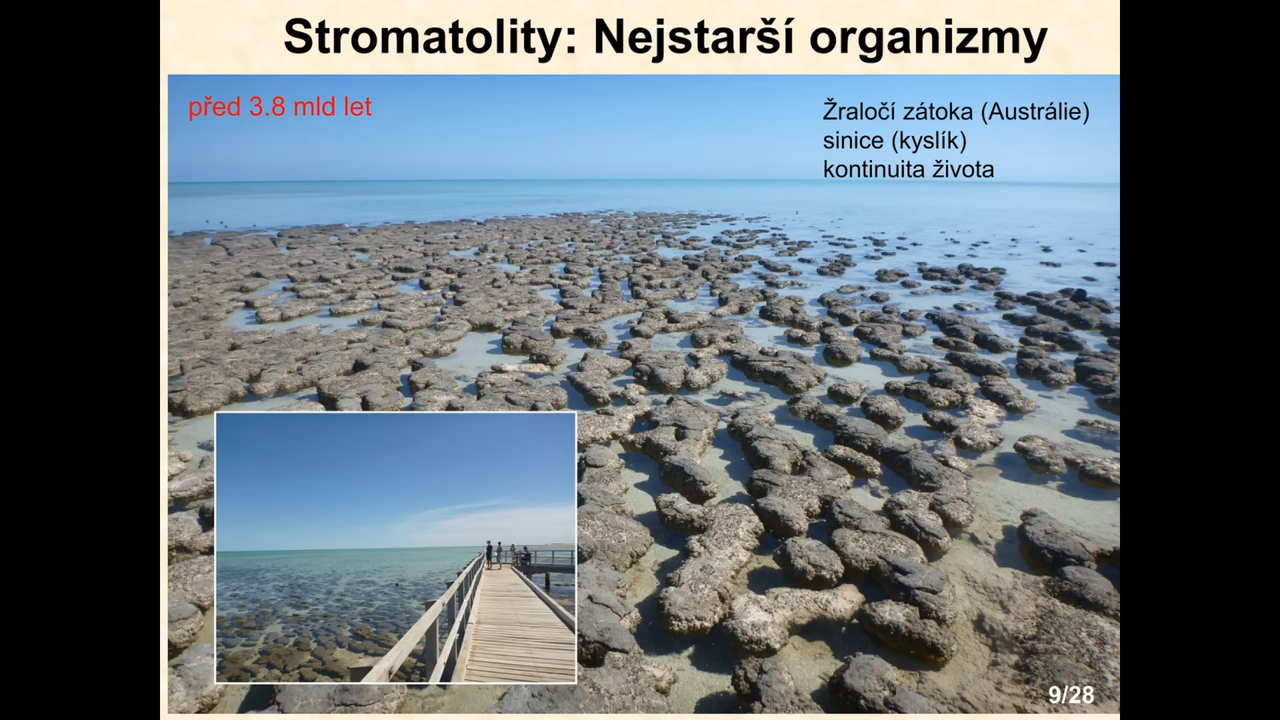 Stromatolity: Nejstarší organizmy
před 3.8 mld let
Žraločí zátoka (Austrálie)
sinice (kyslík)
kontinuita života
9/28